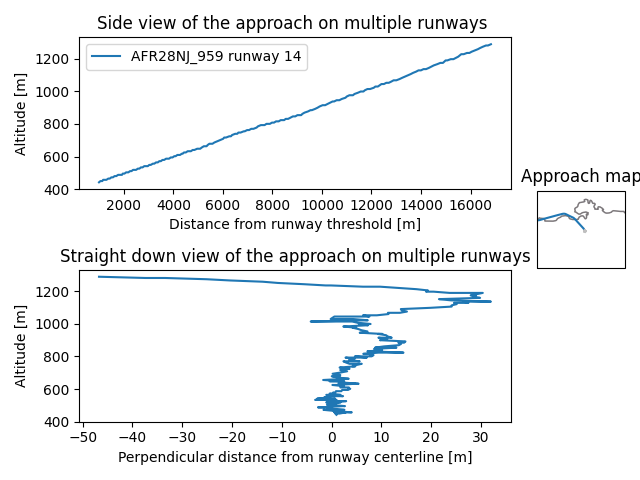 Side view of the approach on multiple runways
AFR28NJ_959 runway 14
Altitude [m]
1200
1000
800
600
400
2000 4000 6000 8000 10000 12000 14000 16000
Distance from runway threshold [m]
Approach map
Straight down view of the approach on multiple runways
Altitude [m]
1200
1000
800
600
400
−50 −40 −30 −20 −10 0 10 20 30
Perpendicular distance from runway centerline [m]